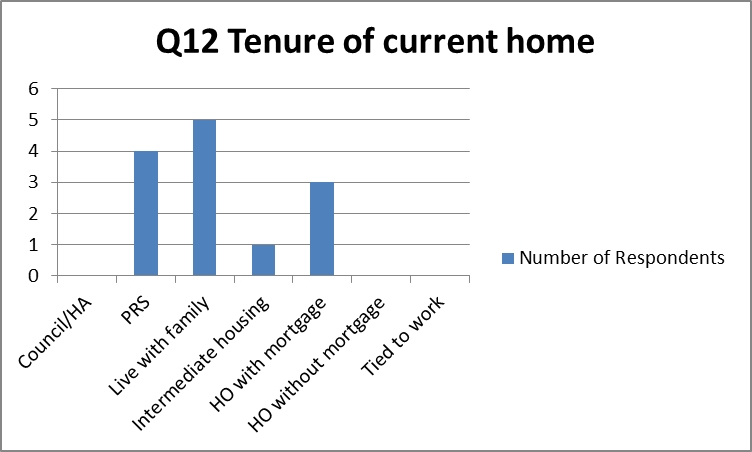 Q12 Tenure of current home
6
5
4
3
2
1
0
Council/HA
PRS
Live with family
Intermediate housing
HO with mortgage
HO without mortgage
Tied to work
Number of Respondents